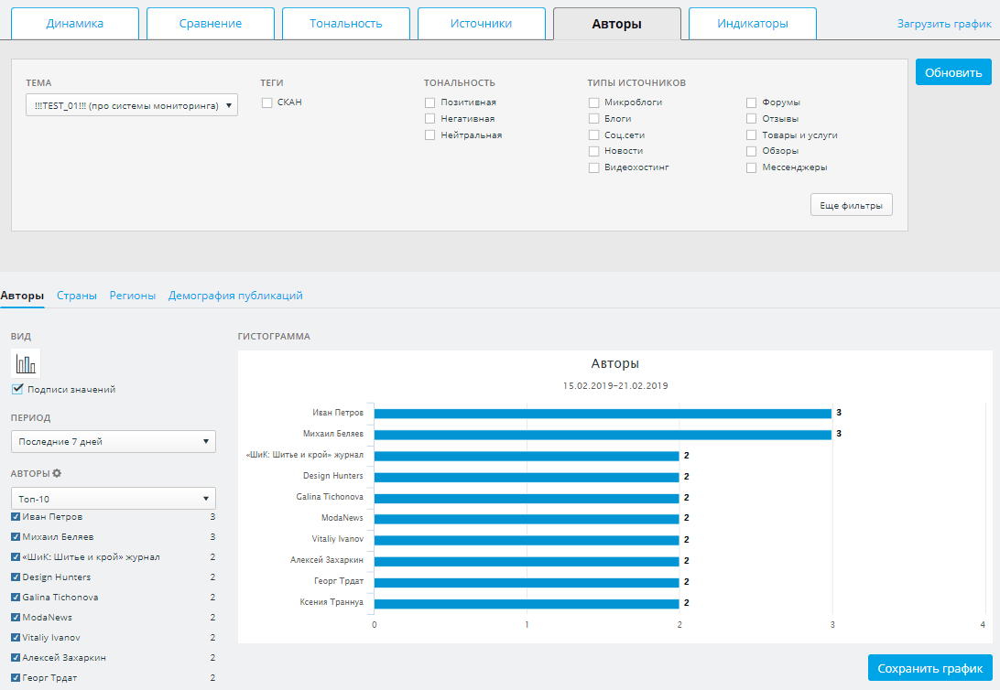 Динамика
Сравнение
Тональность
Источники
Авторы
Индикаторы
Загрузить график
Обновить
ТЕМА
!!!TEST_01!!! (про системы мониторинга)
ТЕГИ
СКАН
ТОНАЛЬНОСТЬ
Позитивная
Негативная
Нейтральная
ТИПЫ ИСТОЧНИКОВ
Микроблоги
Блоги
Соц.сети
Новости
Видеохостинг
Форумы
Отзывы
Товары и услуги
Обзоры
Мессенджеры
Еще фильтры
Авторы Страны Регионы Демография публикаций
ВИД
Подписи значений
ПЕРИОД
Последние 7 дней
АВТОРЫ
Топ-10
Иван Петров 3
Михаил Беляев 3
«ШиК: Шитье и крой» журнал 2
Design Hunters 2
Galina Tichonova 2
ModaNews 2
Vitaliy Ivanov 2
Алексей Захаркин 2
Георг Трдат 2
ГИСТОГРАММА
Авторы
15.02.2019-21.02.2019
Иван Петров 3
Михаил Беляев 3
«ШиК: Шитье и крой» журнал 2
Design Hunters 2
Galina Tichonova 2
ModaNews 2
Vitaliy Ivanov 2
Алексей Захаркин 2
Георг Трдат 2
Ксения Траннуа 2
0 1 2 3 4
Сохранить график